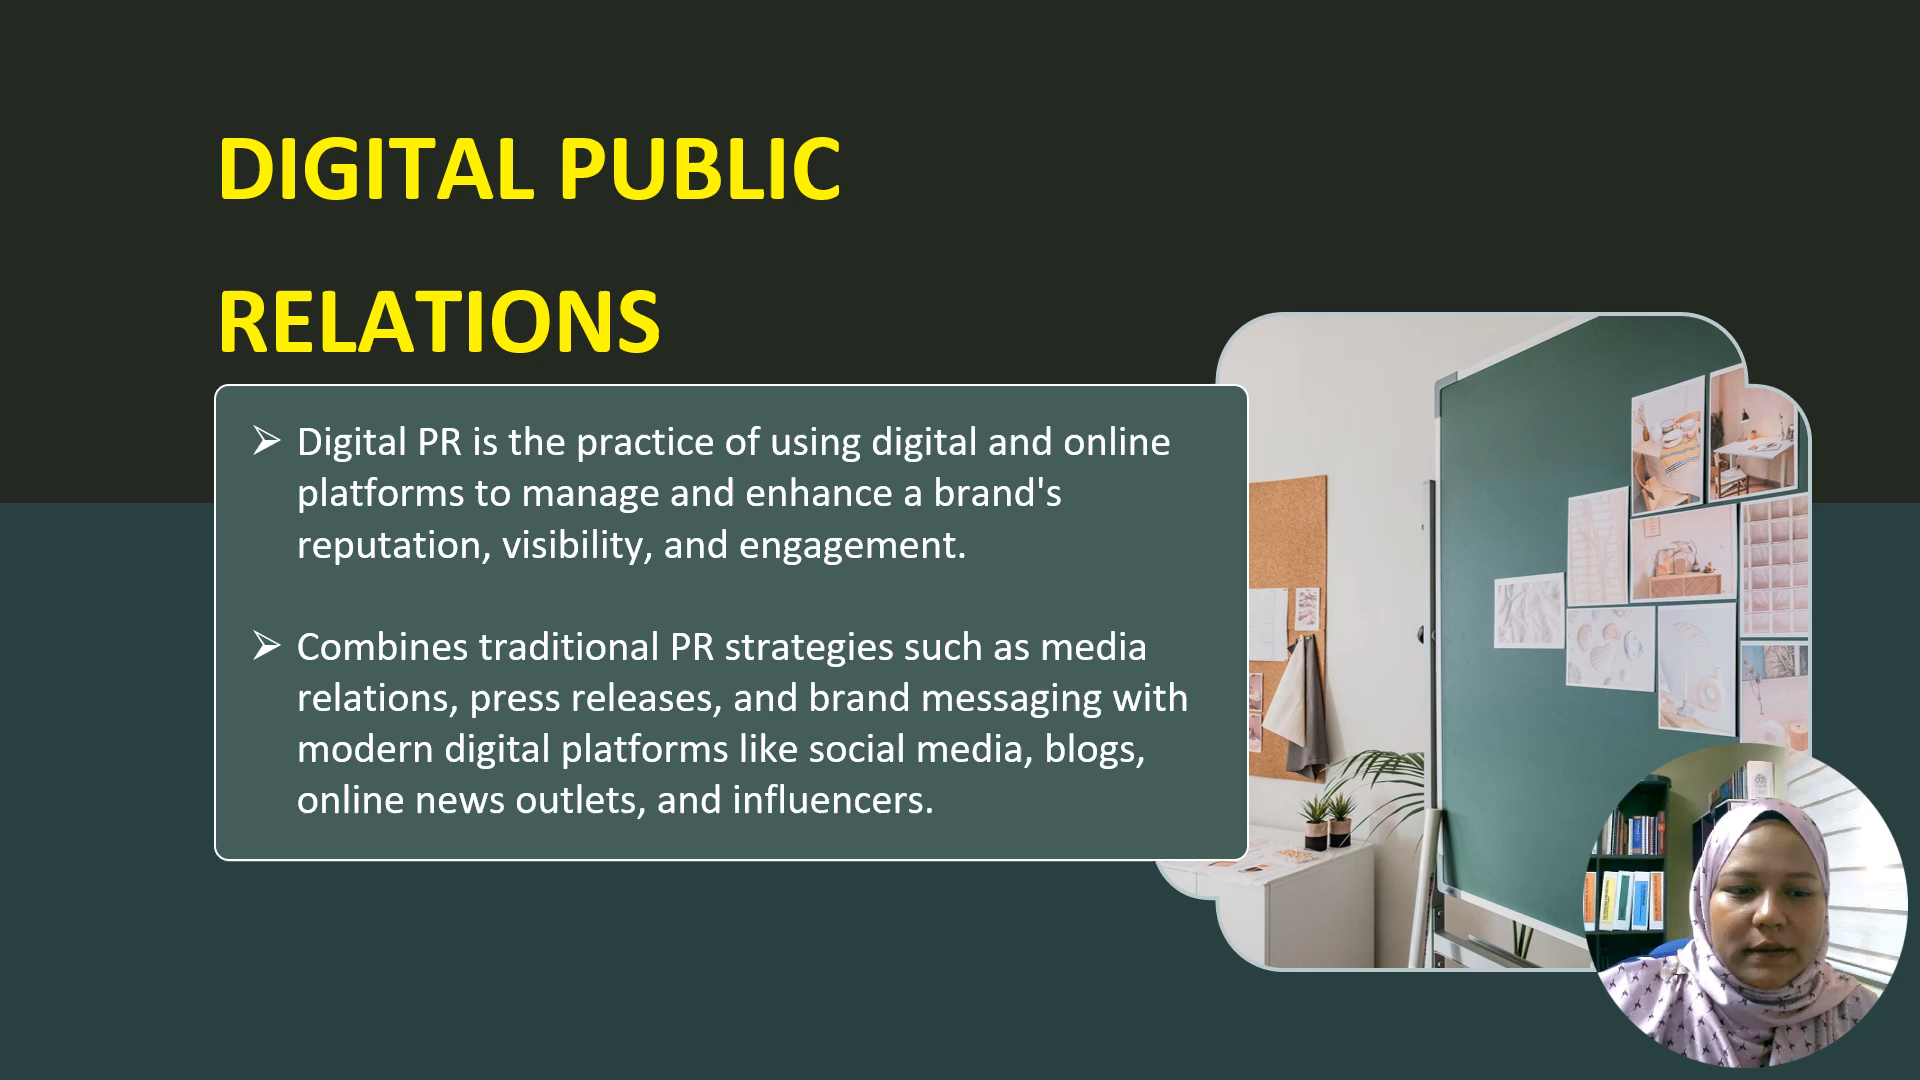 DIGITAL PUBLIC
RELATIONS
➢ Digital PR is the practice of using digital and online
platforms to manage and enhance a brand's
reputation, visibility, and engagement.
➢ Combines traditional PR strategies such as media
relations, press releases, and brand messaging with
modern digital platforms like social media, blogs,
online news outlets, and influencers.